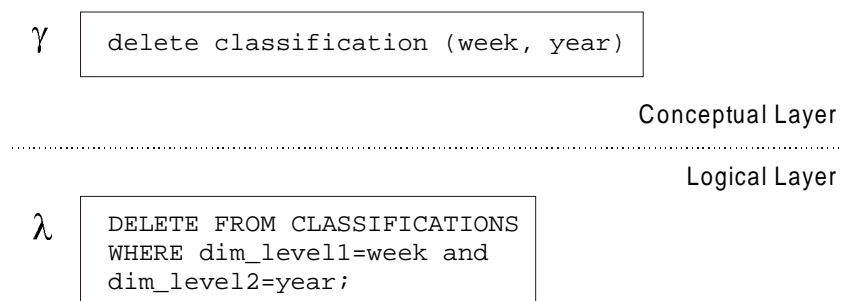 γ
delete classification (week, year)
Conceptual Layer
Logical Layer
λ
DELETE FROM CLASSIFICATIONS
WHERE dim_level1=week and
dim_level2=year;